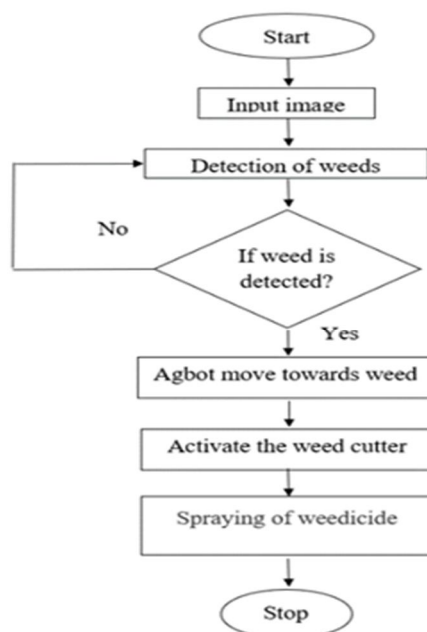 Start
Input image
Detection of weeds
No
If weed is
detected?
Yes
Agbot move towards weed
Activate the weed cutter
Spraying of weedicide
Stop